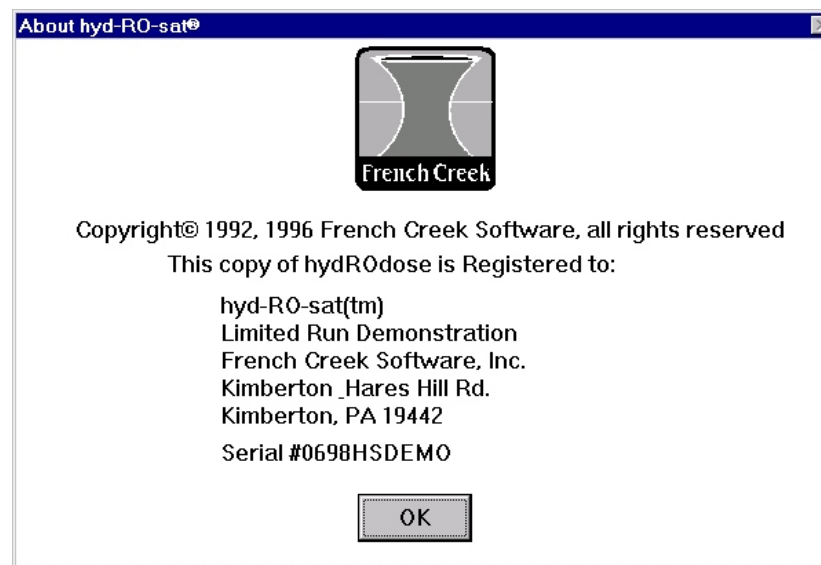 About hyd-RO-sat®
French Creek
Copyright© 1992, 1996 French Creek Software, all rights reserved
This copy of hydROdose is Registered to:
hyd-RO-sat(tm)
Limited Run Demonstration
French Creek Software, Inc.
Kimberton_Hares Hill Rd.
Kimberton, PA 19442
Serial #0698HSDEMO
OK